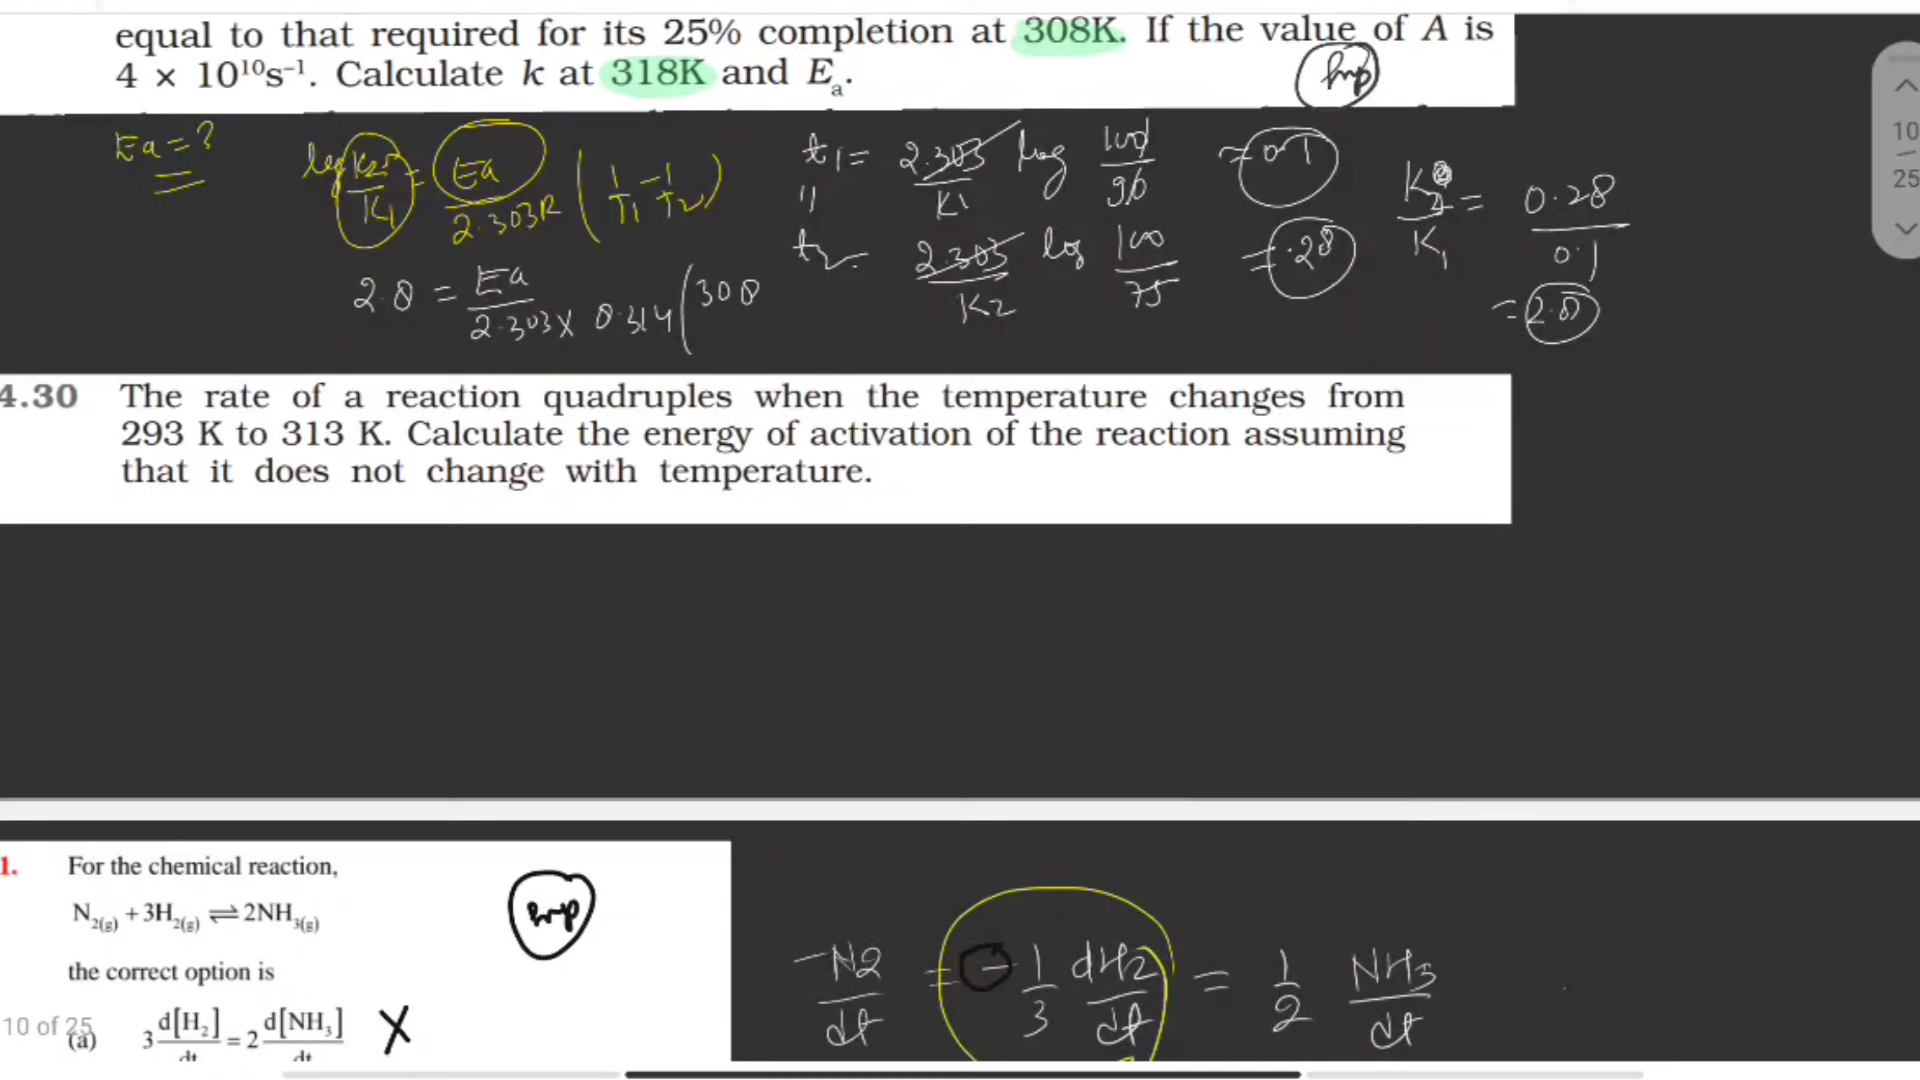 equal to that required for its 25% completion at 308K. If the value of A is
4 × 10¹⁰s⁻¹. Calculate k at 318K and Eₐ.
Imp
Ea = ?
log K2/K1 = Ea/2.303R (1/T1 - 1/T2)
t1 = 2.303/K1 log 100/90 = 0.1
"
t2 = 2.303/K2 log 100/75 = .28
K2/K1 = 0.28/0.1
= 2.8
2.8 = Ea/2.303 x 8.314 (308
4.30 The rate of a reaction quadruples when the temperature changes from
293 K to 313 K. Calculate the energy of activation of the reaction assuming
that it does not change with temperature.
10
25
1. For the chemical reaction,
N₂(g) + 3H₂(g) ⇌ 2NH₃(g)
Imp
the correct option is
(a) 3 d[H₂]/dt = 2 d[NH₃]/dt X
-N2/dt = -1/3 dH2/dt = 1/2 NH3/dt
10 of 25